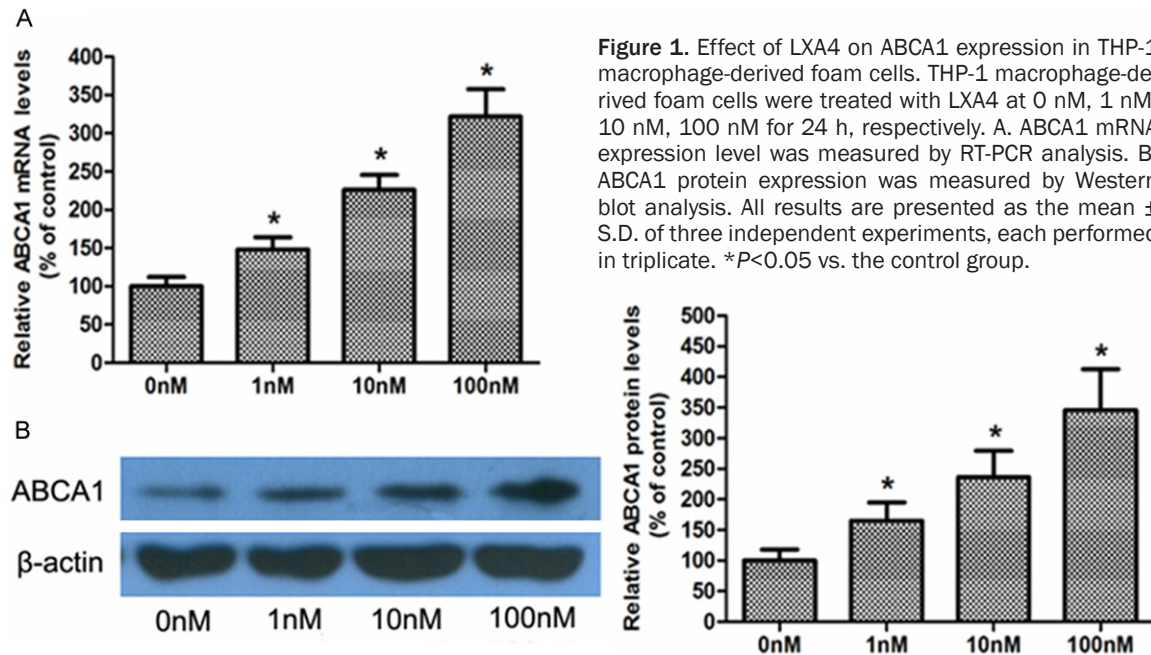 A
Relative ABCA1 mRNA levels
(% of control)
400
350
300
250
200
150
100
50
0
*
*
*
0nM
1nM
10nM
100nM
Figure 1. Effect of LXA4 on ABCA1 expression in THP-1
macrophage-derived foam cells. THP-1 macrophage-de-
rived foam cells were treated with LXA4 at 0 nM, 1 nM
10 nM, 100 nM for 24 h, respectively. A. ABCA1 mRNA
expression level was measured by RT-PCR analysis. B
ABCA1 protein expression was measured by Western
blot analysis. All results are presented as the mean ±
S.D. of three independent experiments, each performed
in triplicate. *P<0.05 vs. the control group.
B
ABCA1
β-actin
0nM
1nM
10nM
100nM
Relative ABCA1 protein levels
(% of control)
500
450
400
350
300
250
200
150
100
50
0
*
*
*
0nM
1nM
10nM
100nM